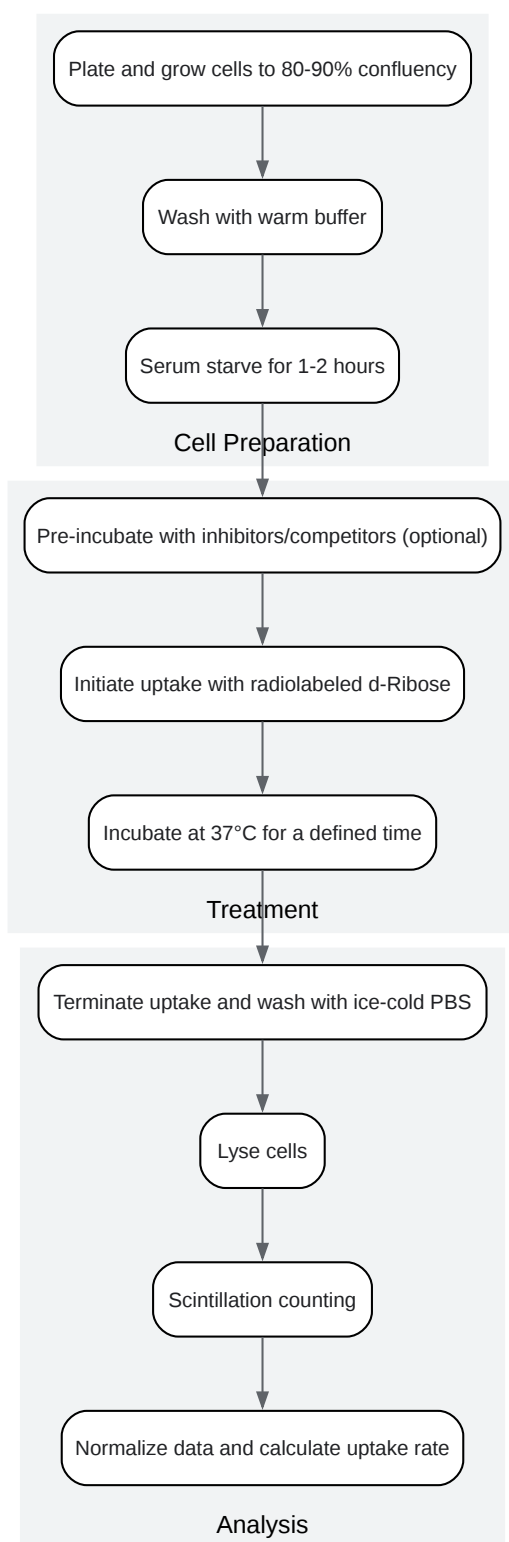 Plate and grow cells to 80-90% confluency
Wash with warm buffer
Serum starve for 1-2 hours
Cell Preparation
Pre-incubate with inhibitors/competitors (optional)
Initiate uptake with radiolabeled d-Ribose
Incubate at 37°C for a defined time
Treatment
Terminate uptake and wash with ice-cold PBS
Lyse cells
Scintillation counting
Normalize data and calculate uptake rate
Analysis